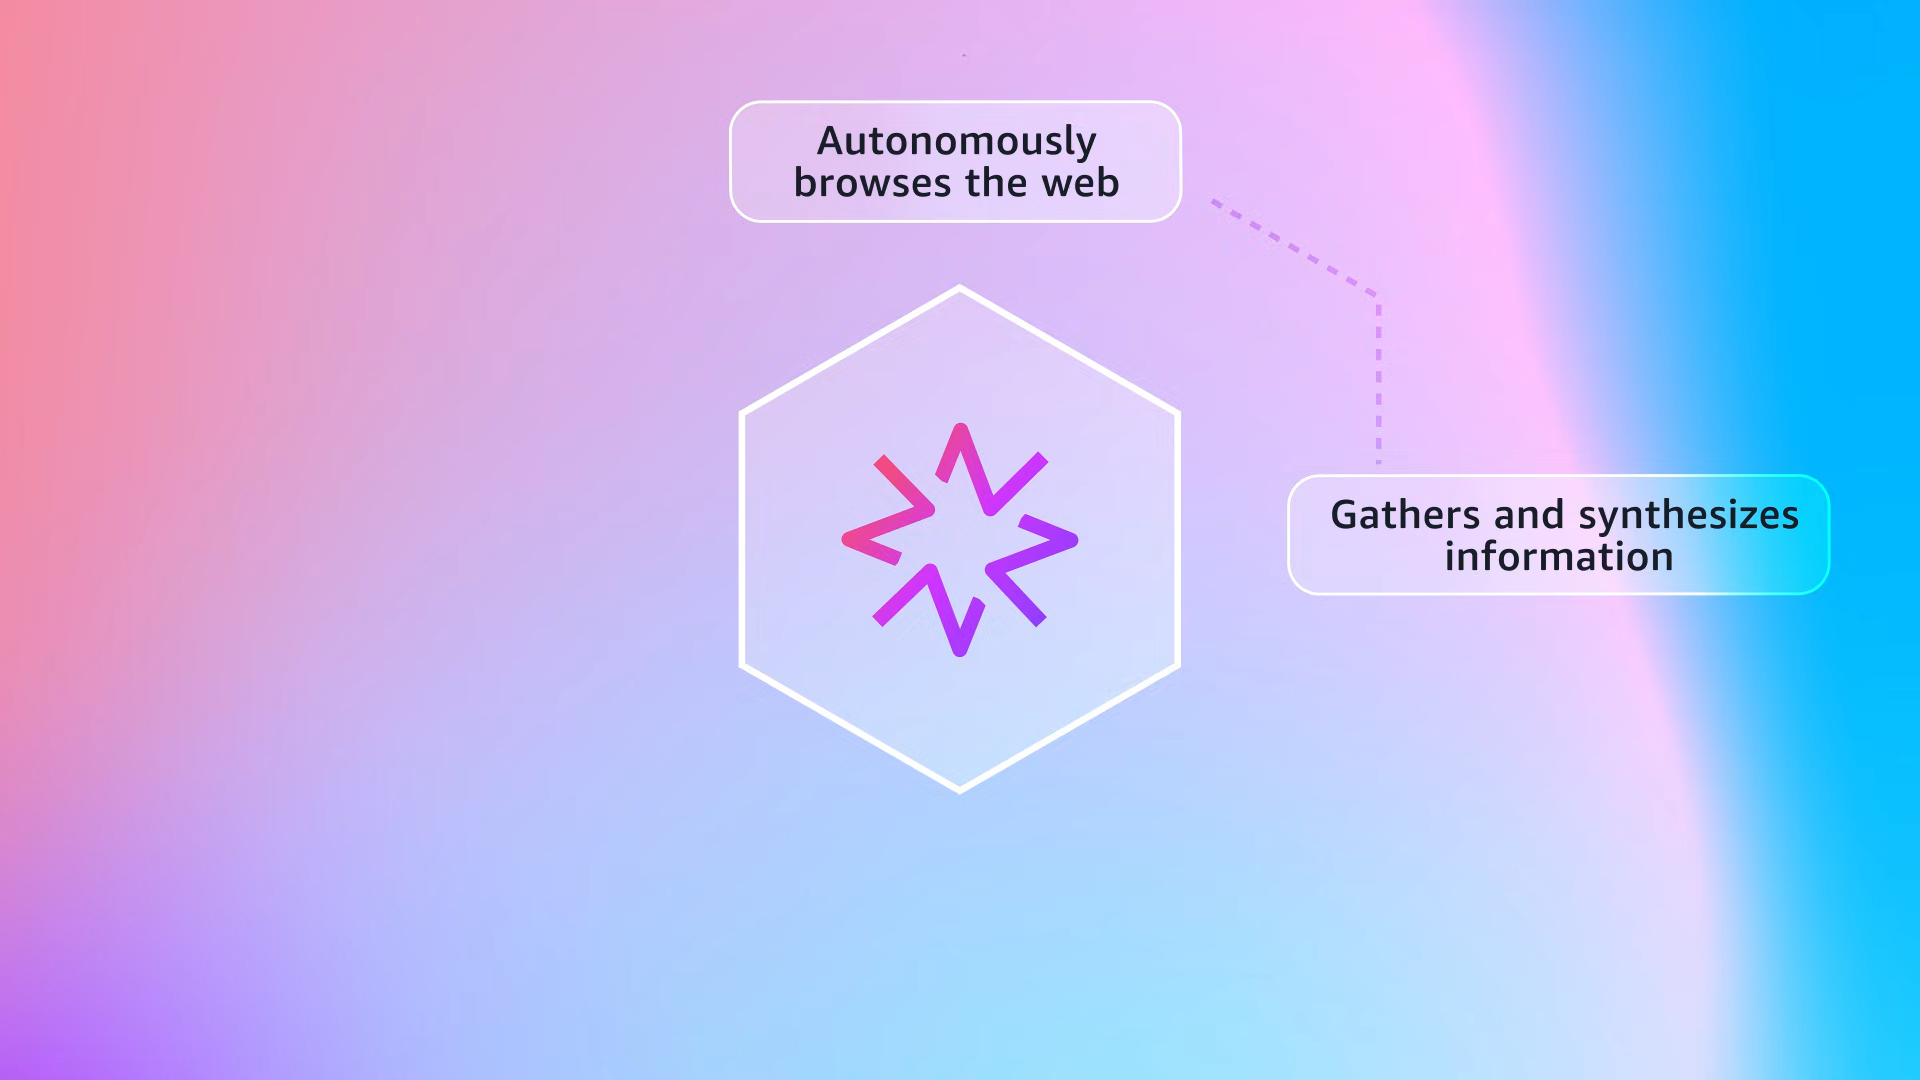 Autonomously
browses the web
Gathers and synthesizes
information